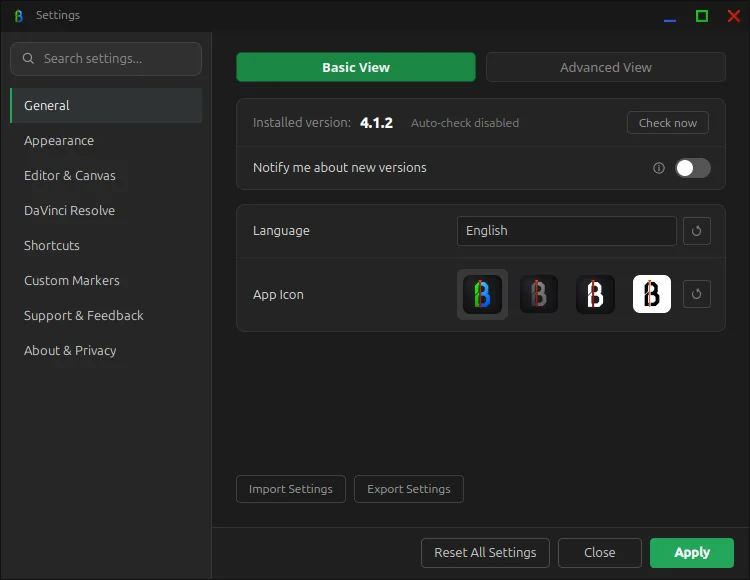 Settings
Search settings...
General
Appearance
Editor & Canvas
DaVinci Resolve
Shortcuts
Custom Markers
Support & Feedback
About & Privacy
Basic View
Advanced View
Installed version: 4.1.2 Auto-check disabled
Check now
Notify me about new versions
Language
English
App Icon
Import Settings
Export Settings
Reset All Settings
Close
Apply